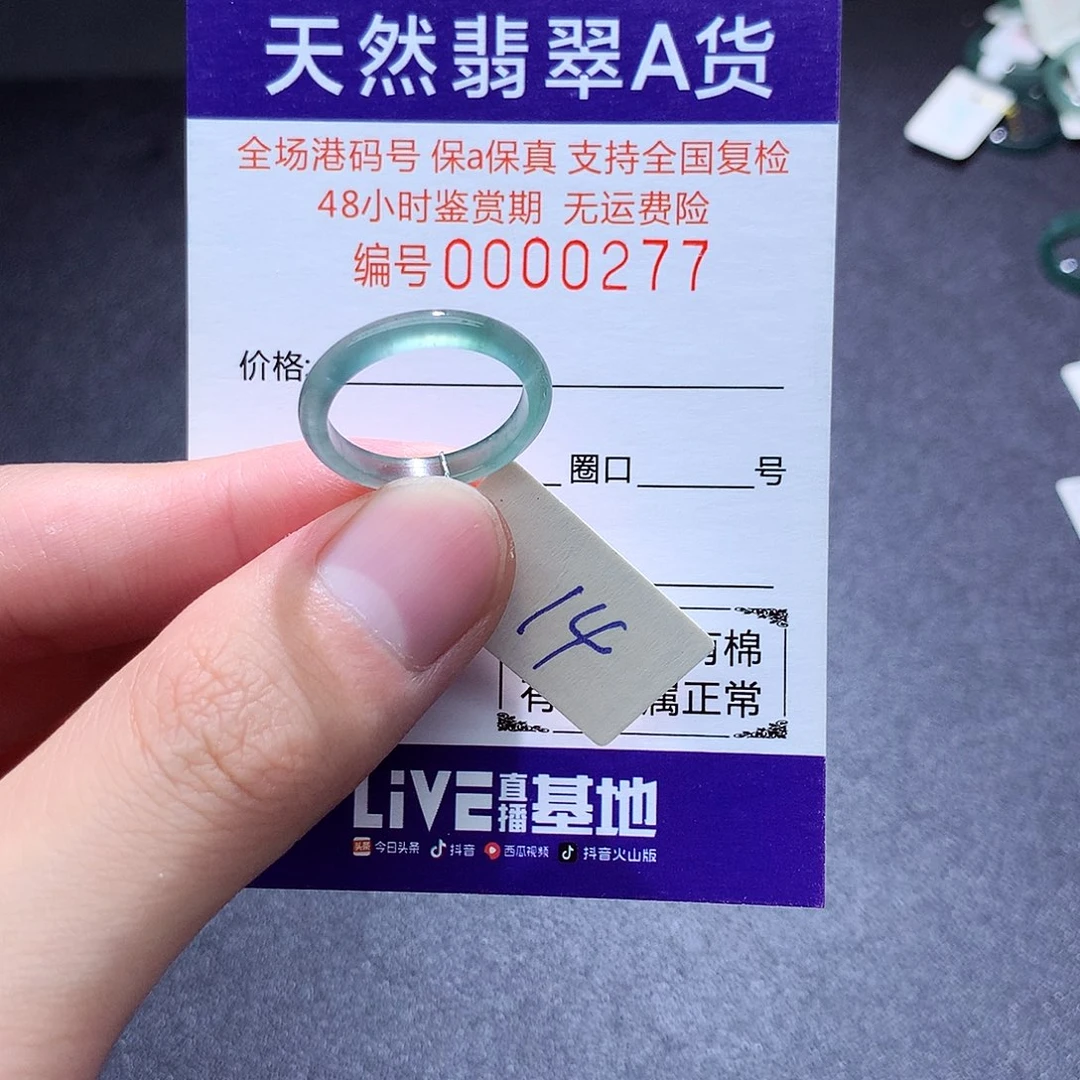 天然翡翠A货
全场港码号 保a保真 支持全国复检
48小时鉴赏期 无运费险
编号0000277
价格:
圈口 号
14
棉
有 属正常
LiVE直播基地
头条 今日头条 抖音 西瓜视频 抖音火山版